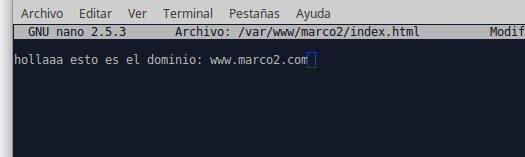 Archivo Editar Ver Terminal Pestañas Ayuda
GNU nano 2.5.3 Archivo: /var/www/marco2/index.html Modif
hollaaa esto es el dominio: www.marco2.com